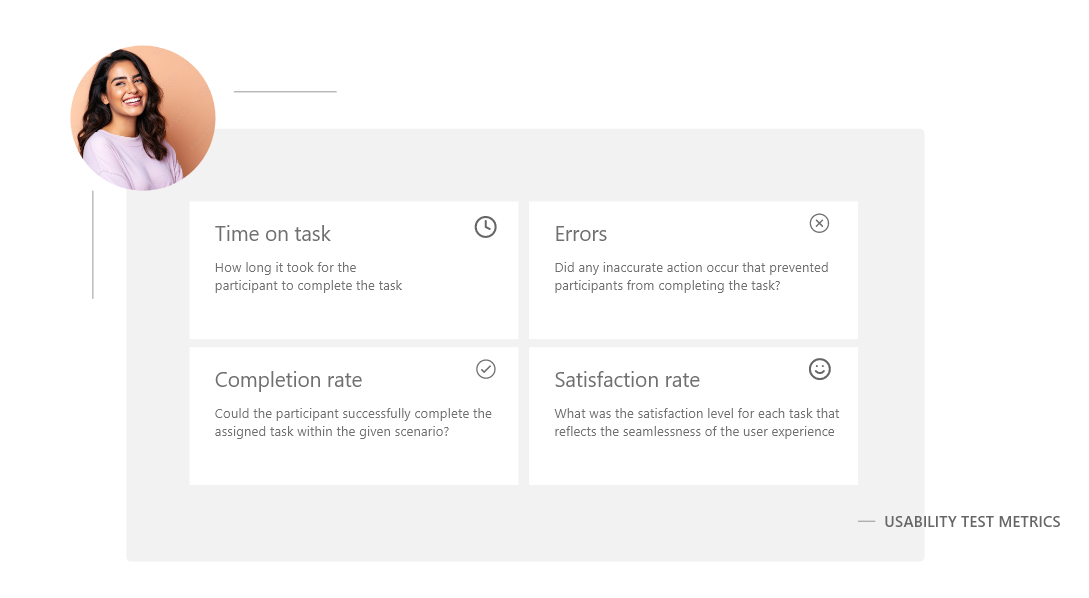 Time on task
How long it took for the
participant to complete the task
Errors
Did any inaccurate action occur that prevented
participants from completing the task?
Completion rate
Could the participant successfully complete the
assigned task within the given scenario?
Satisfaction rate
What was the satisfaction level for each task that
reflects the seamlessness of the user experience
USABILITY TEST METRICS